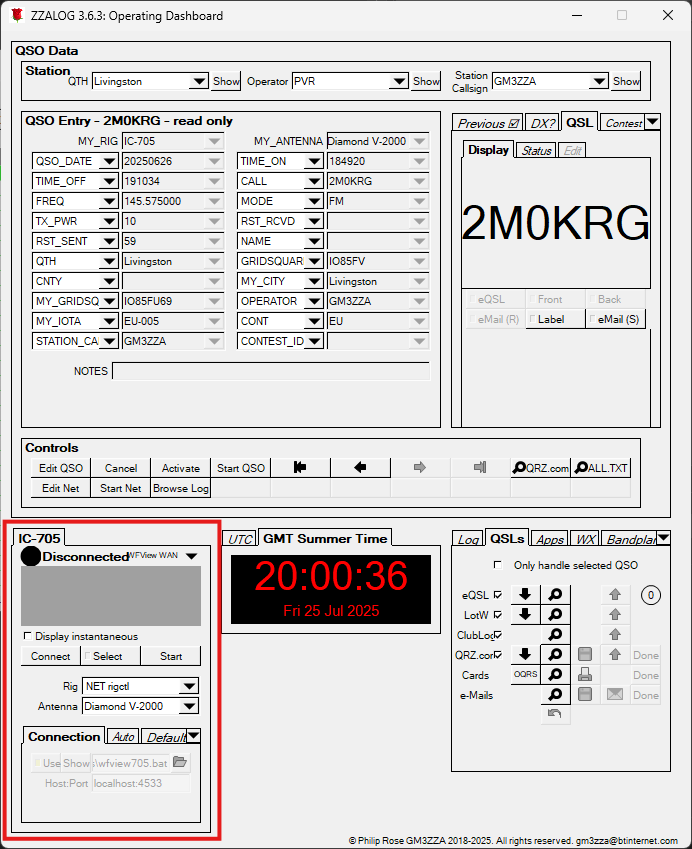 ZZALOG 3.6.3: Operating Dashboard
QSO Data
Station
QTH Livingston Show Operator PVR Show Station Callsign GM3ZZA Show
QSO Entry - 2M0KRG - read only
MY_RIG IC-705 MY_ANTENNA Diamond V-2000
QSO_DATE 20250626 TIME_ON 184920
TIME_OFF 191034 CALL 2M0KRG
FREQ 145.575000 MODE FM
TX_PWR 10 RST_RCVD
RST_SENT 59 NAME
QTH Livingston GRIDSQUAR IO85FV
CNTY MY_CITY Livingston
MY_GRIDSQ IO85FU69 OPERATOR GM3ZZA
MY_IOTA EU-005 CONT EU
STATION_CA GM3ZZA CONTEST_ID
NOTES
Previous DX? QSL Contest
Display Status Edit
2M0KRG
eQSL Front Back
eMail (R) Label eMail (S)
Controls
Edit QSO Cancel Activate Start QSO QRZ.com ALL.TXT
Edit Net Start Net Browse Log
IC-705
Disconnected WFView WAN
Display instantaneous
Connect Select Start
Rig NET rigctl
Antenna Diamond V-2000
Connection Auto Default
Use Show s\wfview705.bat
Host:Port localhost:4533
UTC GMT Summer Time
20:00:36
Fri 25 Jul 2025
Log QSLs Apps WX Bandplan
Only handle selected QSO
eQSL 0
LotW
ClubLog
QRZ.com Done
Cards OQRS Done
e-Mails Done
© Philip Rose GM3ZZA 2018-2025. All rights reserved. gm3zza@btinternet.com